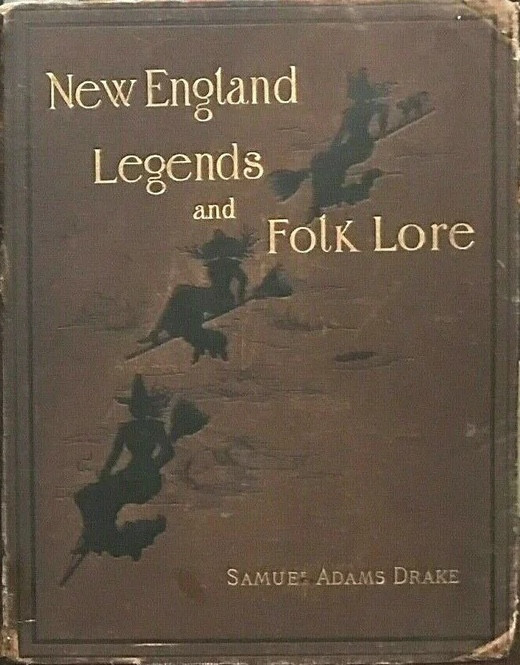 New England
Legends
and
Folk Lore
Samuel Adams Drake